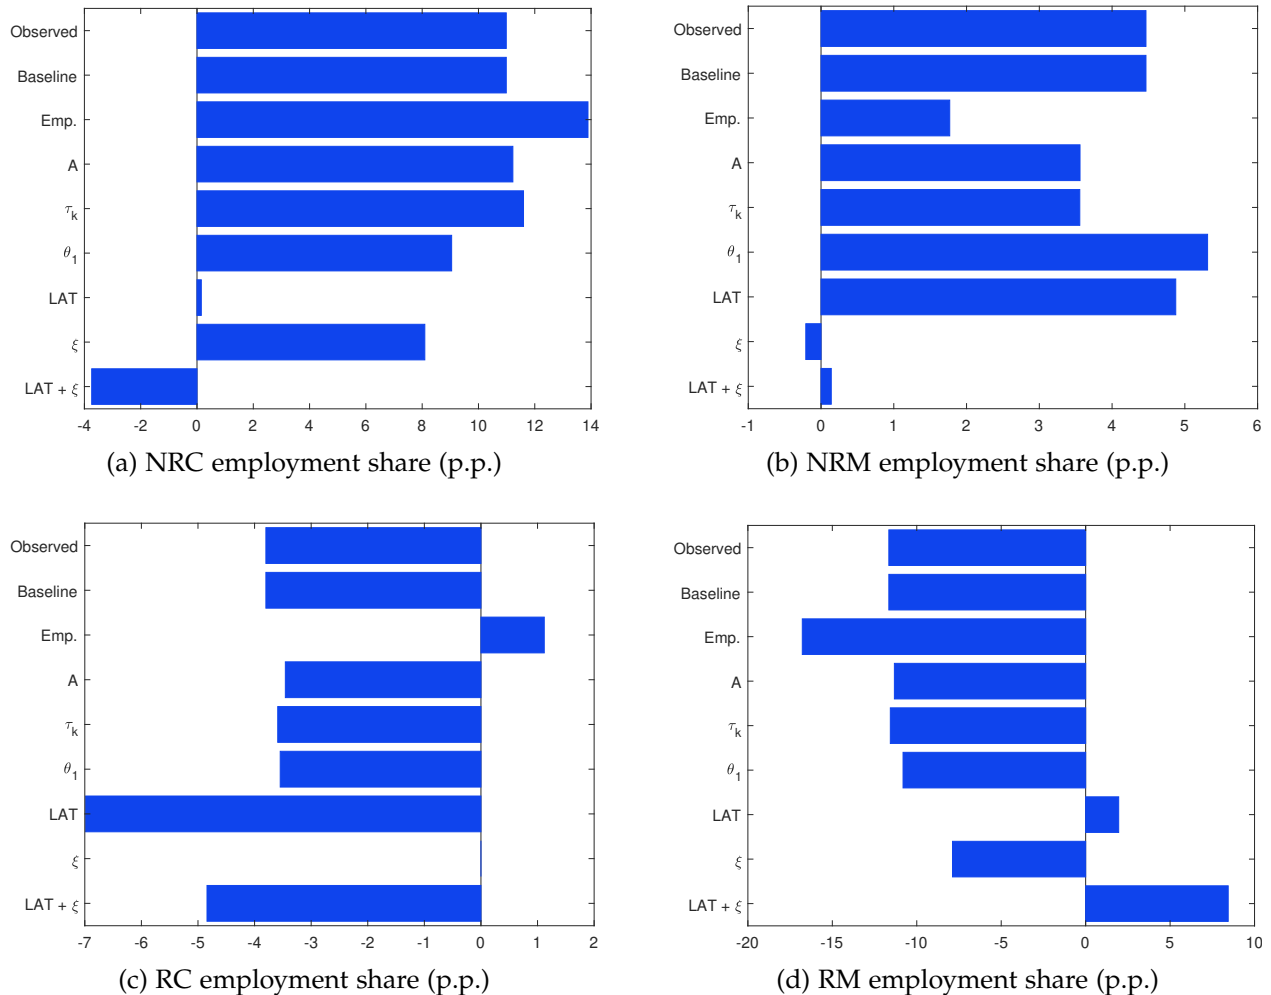 Observed
Baseline
Emp.
A
τk
θ1
LAT
ξ
LAT + ξ
-4 -2 0 2 4 6 8 10 12 14
(a) NRC employment share (p.p.)
Observed
Baseline
Emp.
A
τk
θ1
LAT
ξ
LAT + ξ
-1 0 1 2 3 4 5 6
(b) NRM employment share (p.p.)
Observed
Baseline
Emp.
A
τk
θ1
LAT
ξ
LAT + ξ
-7 -6 -5 -4 -3 -2 -1 0 1 2
(c) RC employment share (p.p.)
Observed
Baseline
Emp.
A
τk
θ1
LAT
ξ
LAT + ξ
-20 -15 -10 -5 0 5 10
(d) RM employment share (p.p.)